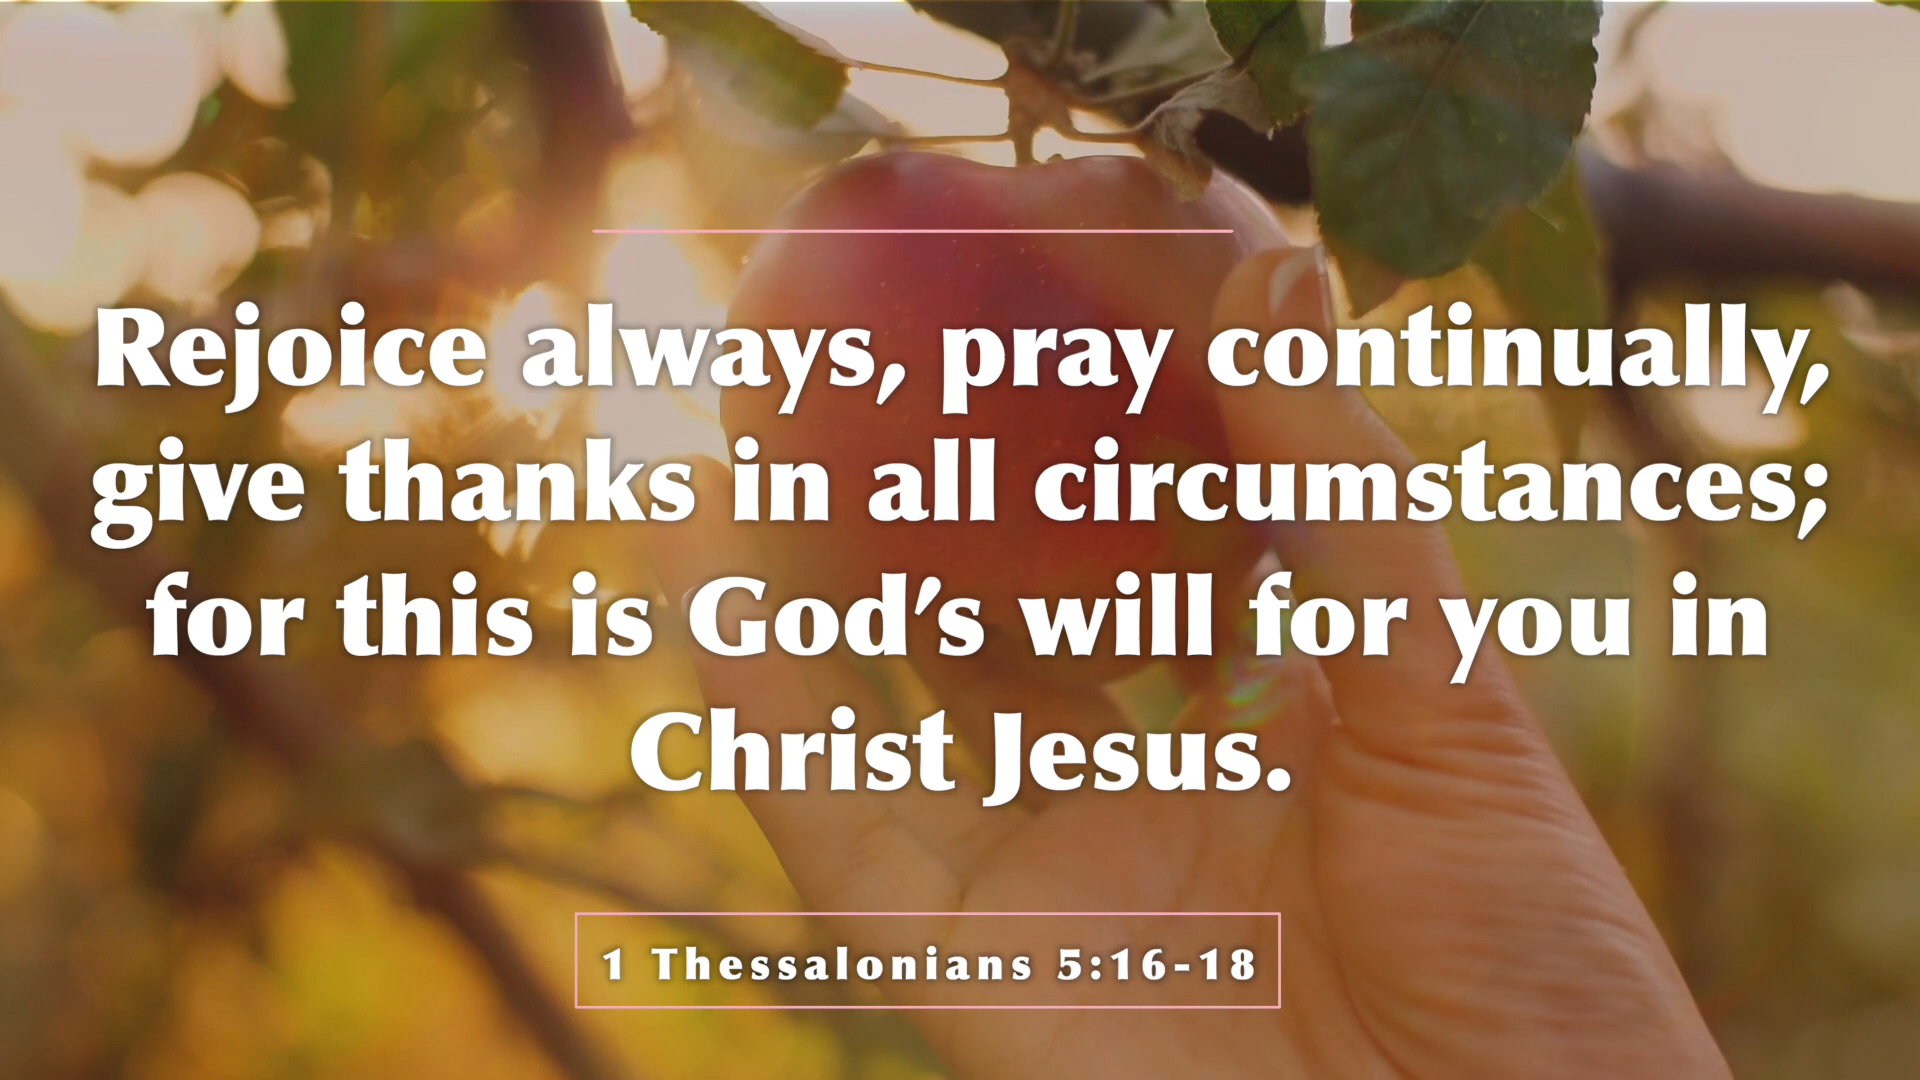 Rejoice always, pray continually,
give thanks in all circumstances;
for this is God’s will for you in
Christ Jesus.
1 Thessalonians 5:16-18